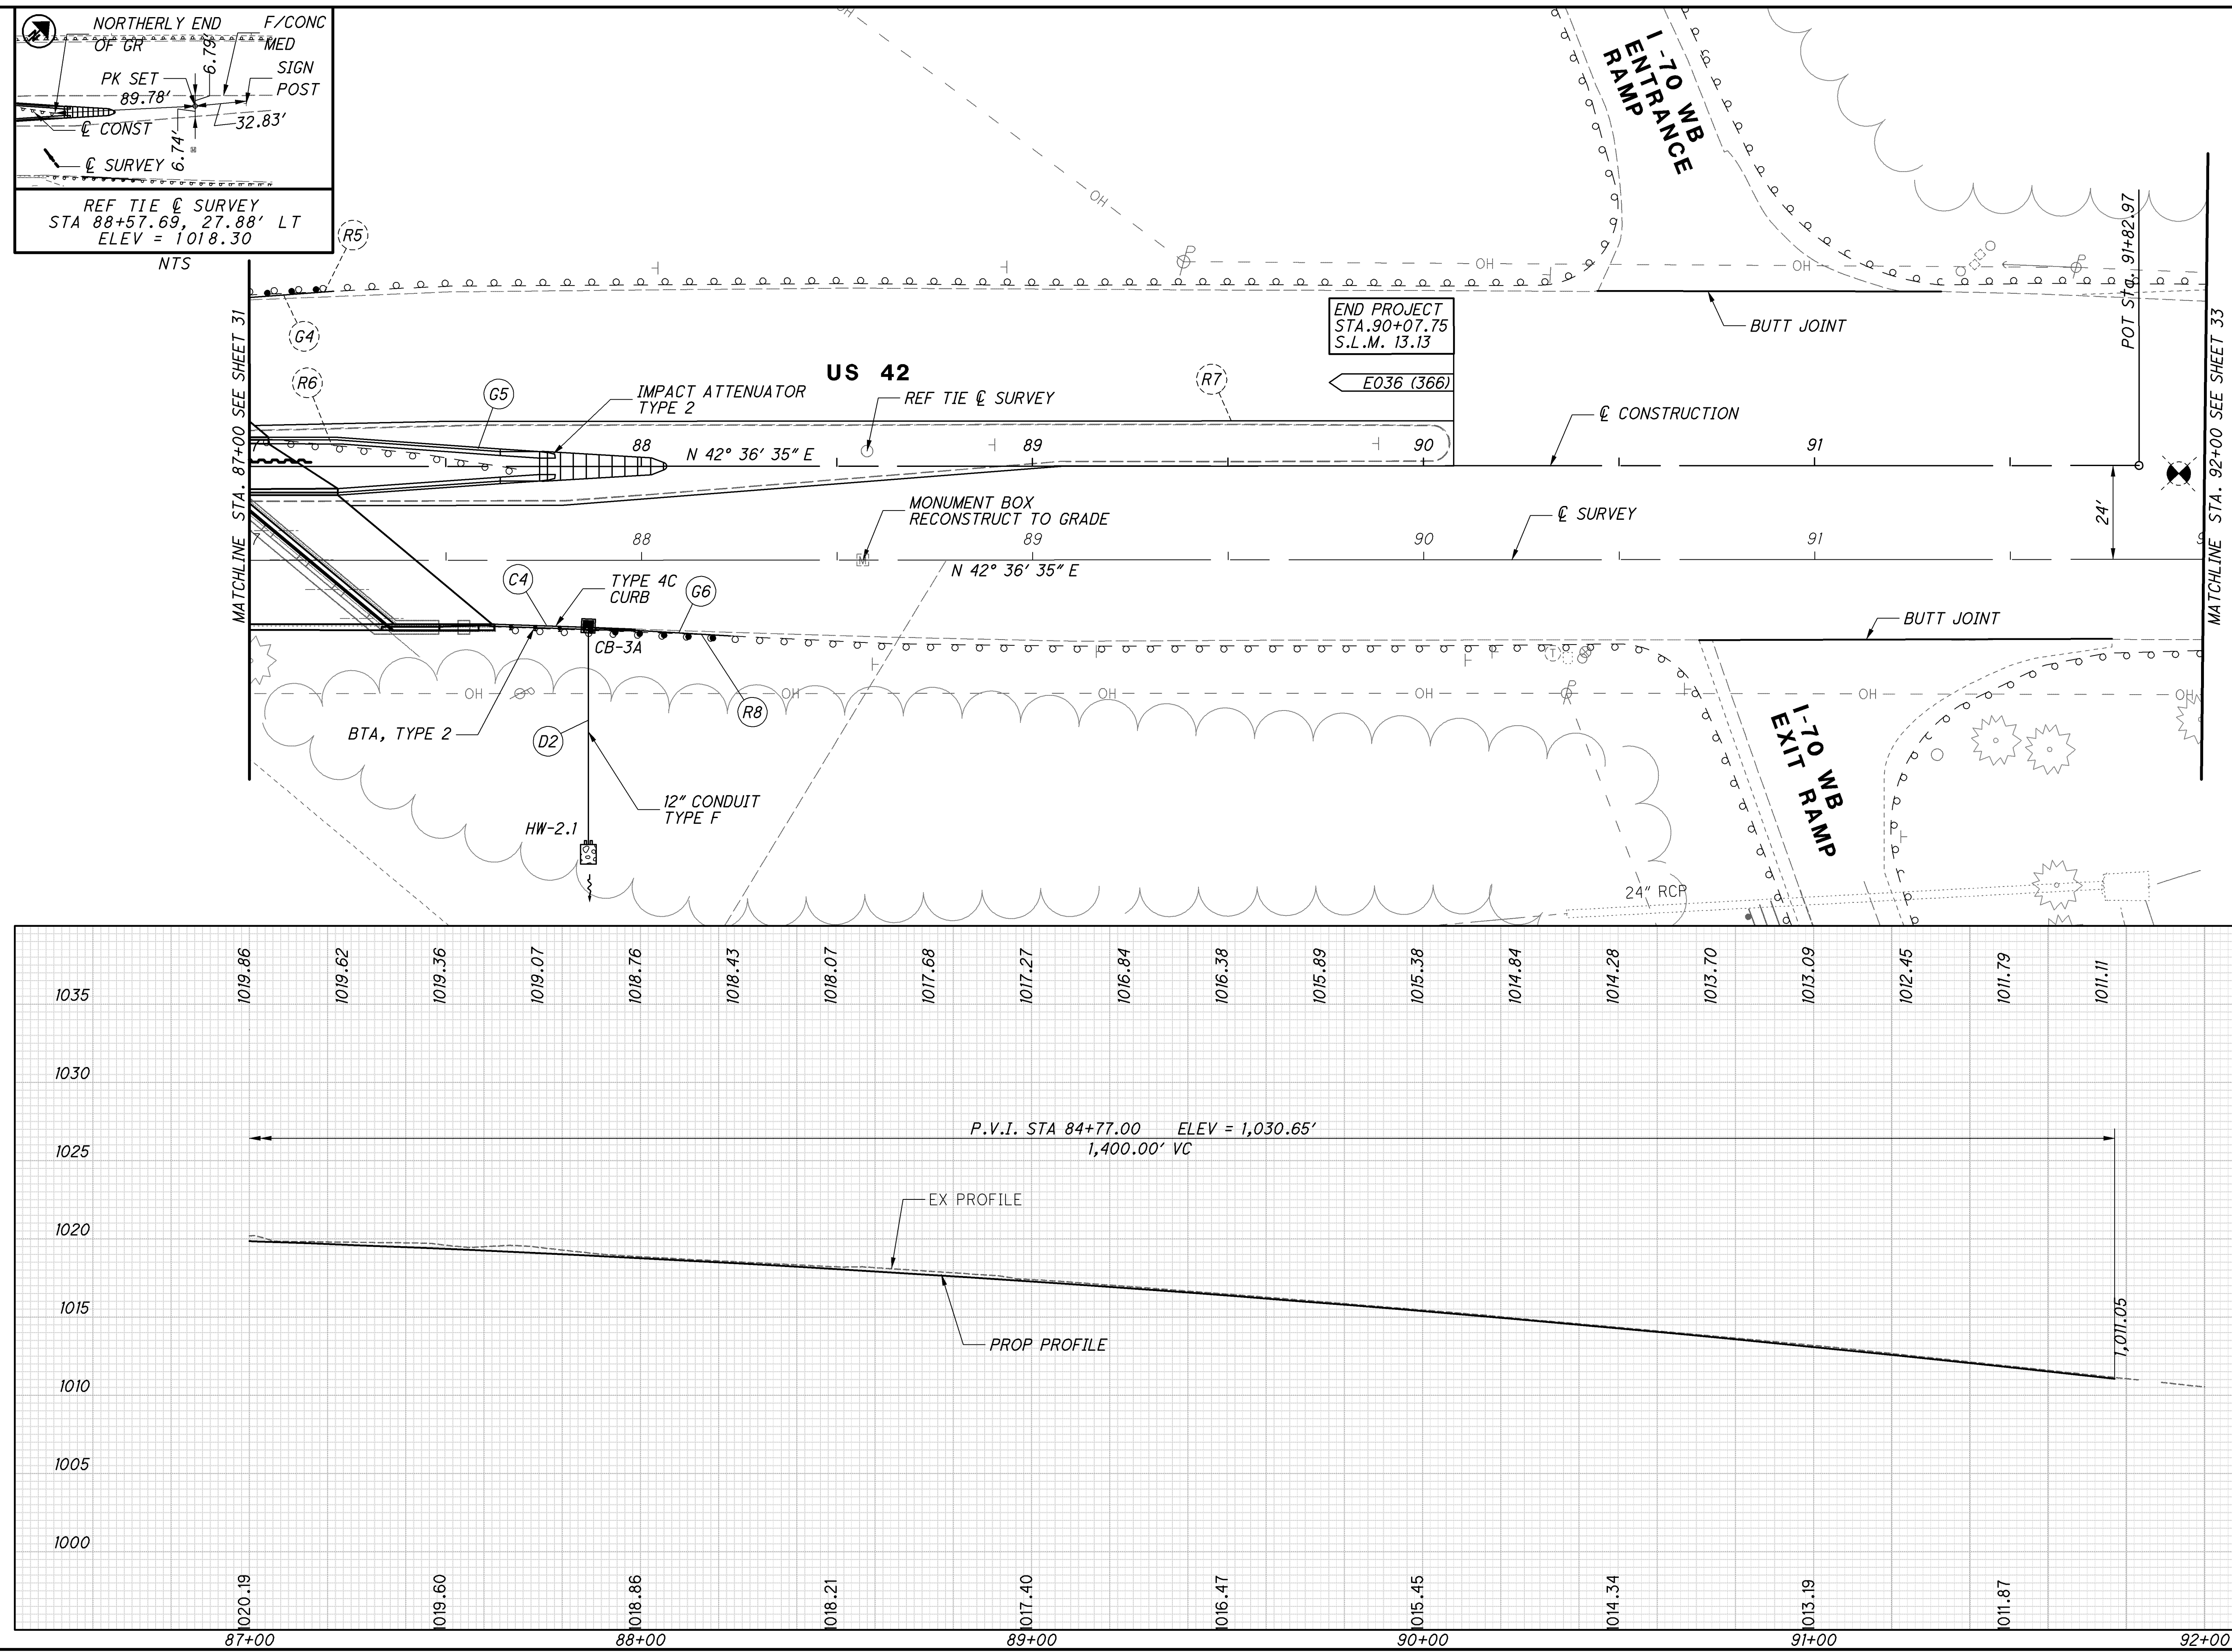 NORTHERLY END
OF GR
F/CONC
MED
6.79'
SIGN
POST
PK SET
89.78'
32.83'
℄ CONST
6.74'
℄ SURVEY
REF TIE ℄ SURVEY
STA 88+57.69, 27.88' LT
ELEV = 1018.30
NTS
R5
G4
R6
G5
IMPACT ATTENUATOR
TYPE 2
US 42
REF TIE ℄ SURVEY
R7
END PROJECT
STA.90+07.75
S.L.M. 13.13
E036 (366)
I-70 WB
ENTRANCE
RAMP
OH
OH
OH
OH
BUTT JOINT
POT Sta. 91+82.97
MATCHLINE STA. 87+00 SEE SHEET 31
MATCHLINE STA. 92+00 SEE SHEET 33
℄ CONSTRUCTION
7
88
N 42° 36' 35" E
89
90
91
24'
MONUMENT BOX
RECONSTRUCT TO GRADE
℄ SURVEY
7
88
M
89
90
91
9
N 42° 36' 35" E
C4
TYPE 4C
CURB
G6
CB-3A
BUTT JOINT
T
OH
OH
OH
OH
OH
OH
BTA, TYPE 2
D2
R8
12" CONDUIT
TYPE F
HW-2.1
I-70 WB
EXIT RAMP
24" RCP
1019.86
1019.62
1019.36
1019.07
1018.76
1018.43
1018.07
1017.68
1017.27
1016.84
1016.38
1015.89
1015.38
1014.84
1014.28
1013.70
1013.09
1012.45
1011.79
1011.11
1035
1030
1025
1020
1015
1010
1005
1000
P.V.I. STA 84+77.00 ELEV = 1,030.65'
1,400.00' VC
EX PROFILE
PROP PROFILE
1,011.05
1020.19
1019.60
1018.86
1018.21
1017.40
1016.47
1015.45
1014.34
1013.19
1011.87
87+00
88+00
89+00
90+00
91+00
92+00